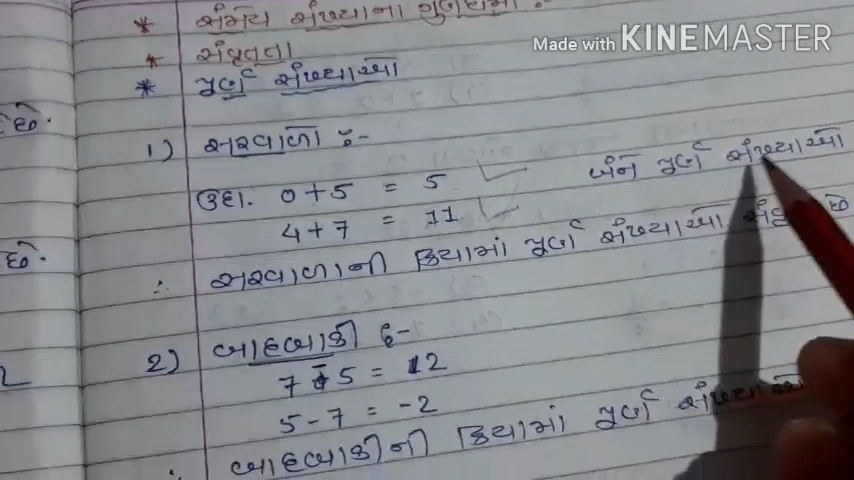 * સંમેય સંખ્યાના ગુણધર્મો :-
Made with KINEMASTER
* સંવૃતતા
* પૂર્ણ સંખ્યાઓ
છે.
1) સરવાળા :-
ઉદા. 0 + 5 = 5 બંને પૂર્ણ સંખ્યાઓ
4 + 7 = 11
∴ સરવાળાની ક્રિયામાં પૂર્ણ સંખ્યાઓ છે
છે.
2) બાદબાકી :-
7 - 5 = 2
5 - 7 = -2
∴ બાદબાકીની ક્રિયામાં પૂર્ણ